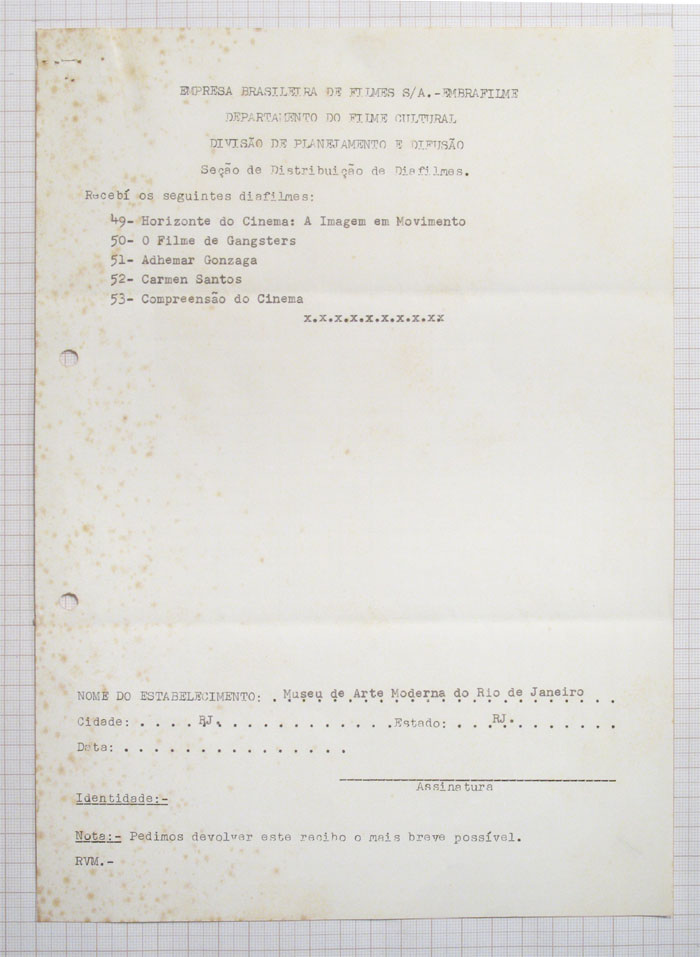 EMPRESA BRASILEIRA DE FILMES S/A.-EMBRAFILME
DEPARTAMENTO DO FILME CULTURAL
DIVISÃO DE PLANEJAMENTO E DIFUSÃO
Seção de Distribuição de Diafilmes.
Recebí os seguintes diafilmes:
49- Horizonte do Cinema: A Imagem em Movimento
50- O Filme de Gangsters
51- Adhemar Gonzaga
52- Carmen Santos
53- Compreensão do Cinema
x.x.x.x.x.x.x.x.xx
NOME DO ESTABELECIMENTO: . Museu de Arte Moderna do Rio de Janeiro . .
Cidade: . . . . RJ. . . . . . . . . . . . Estado: . . . RJ. . . . . . . .
Data: . . . . . . . . . . . . . . .
Assinatura
Identidade:-
Nota:- Pedimos devolver este recibo o mais breve possível.
RVM.-